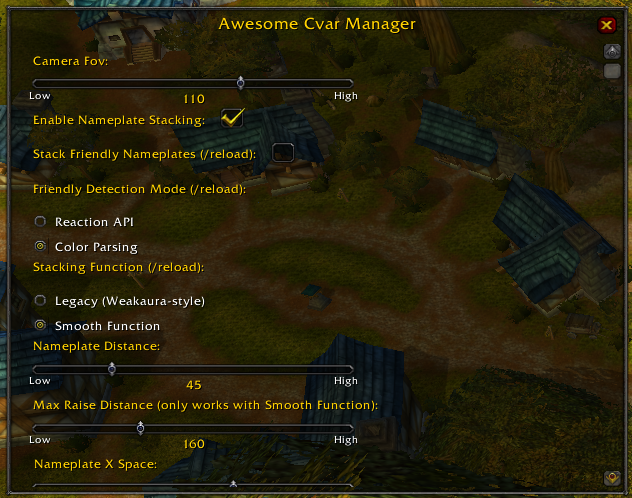 Awesome Cvar Manager
Camera Fov:
Low High
110
Enable Nameplate Stacking:
Stack Friendly Nameplates (/reload):
Friendly Detection Mode (/reload):
Reaction API
Color Parsing
Stacking Function (/reload):
Legacy (Weakaura-style)
Smooth Function
Nameplate Distance:
Low High
45
Max Raise Distance (only works with Smooth Function):
Low High
160
Nameplate X Space: